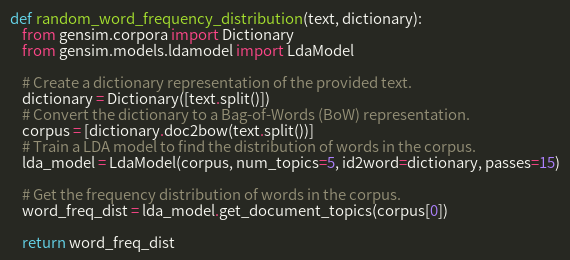 def random_word_frequency_distribution(text, dictionary):
from gensim.corpora import Dictionary
from gensim.models.ldamodel import LdaModel
# Create a dictionary representation of the provided text.
dictionary = Dictionary([text.split()])
# Convert the dictionary to a Bag-of-Words (BoW) representation.
corpus = [dictionary.doc2bow(text.split())]
# Train a LDA model to find the distribution of words in the corpus.
lda_model = LdaModel(corpus, num_topics=5, id2word=dictionary, passes=15)
# Get the frequency distribution of words in the corpus.
word_freq_dist = lda_model.get_document_topics(corpus[0])
return word_freq_dist